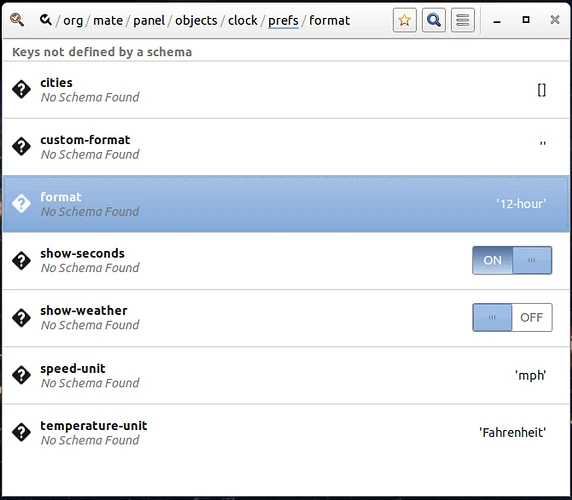 / org / mate / panel / objects / clock / prefs / format
Keys not defined by a schema
cities
No Schema Found
[]
custom-format
No Schema Found
''
format
No Schema Found
'12-hour'
show-seconds
No Schema Found
ON
show-weather
No Schema Found
OFF
speed-unit
No Schema Found
'mph'
temperature-unit
No Schema Found
'Fahrenheit'